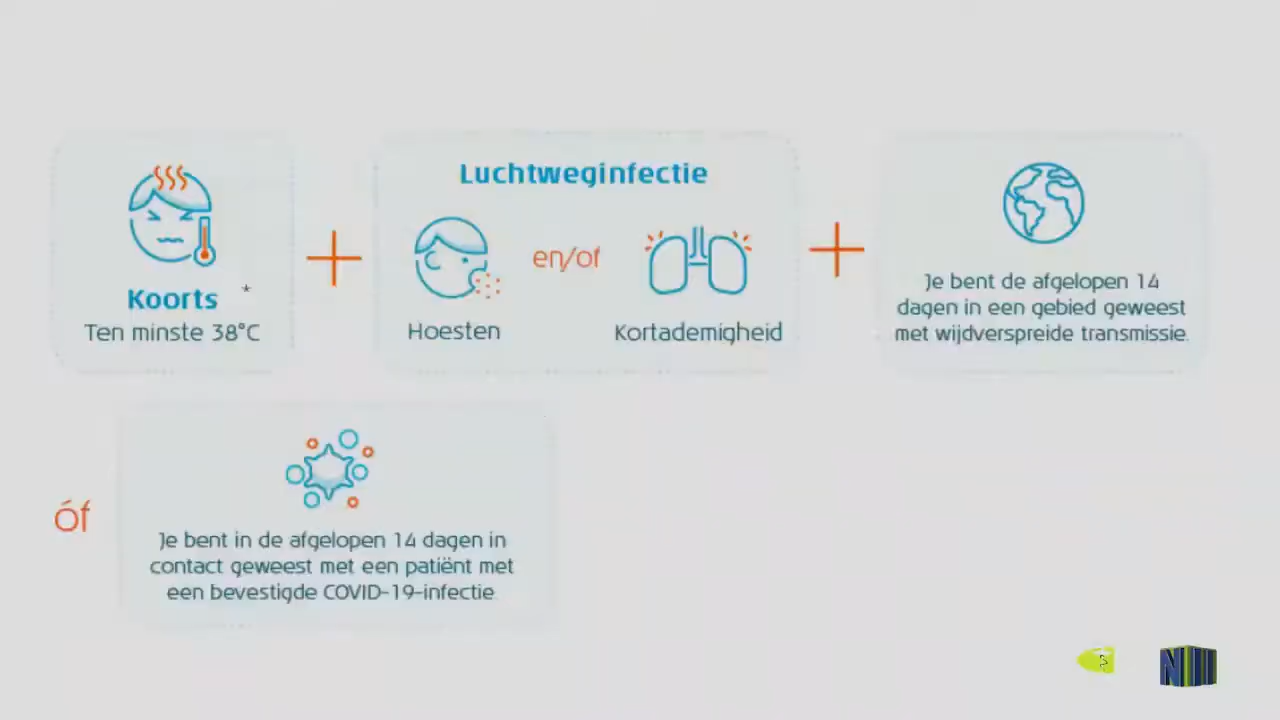 Luchtweginfectie
en/of
Koorts *
Ten minste 38°C
Hoesten
Kortademigheid
Je bent de afgelopen 14
dagen in een gebied geweest
met wijdverspreide transmissie.
óf
Je bent in de afgelopen 14 dagen in
contact geweest met een patiënt met
een bevestigde COVID-19-infectie